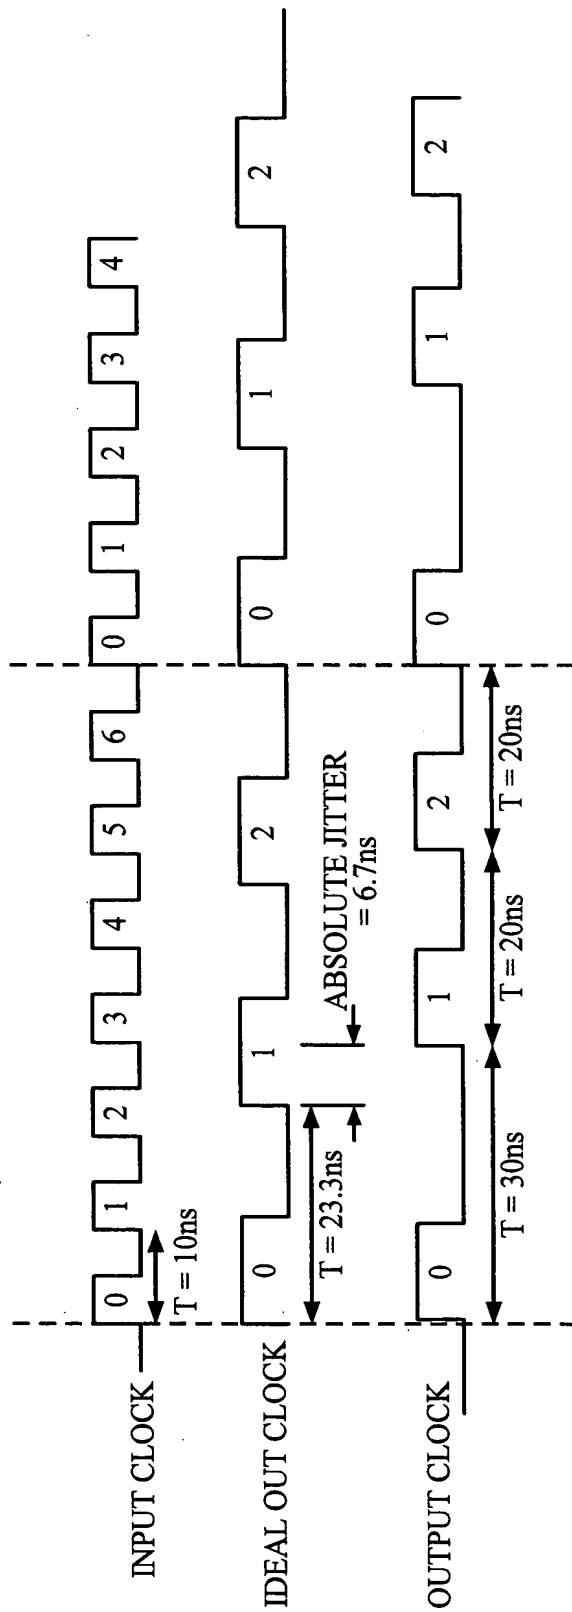 INPUT CLOCK
0 1 2 3 4 5 6 0 1 2 3 4
T = 10ns
IDEAL OUT CLOCK
0 1 2 0 1 2
T = 23.3ns
ABSOLUTE JITTER
= 6.7ns
OUTPUT CLOCK
0 1 2 0 1 2
T = 30ns T = 20ns T = 20ns